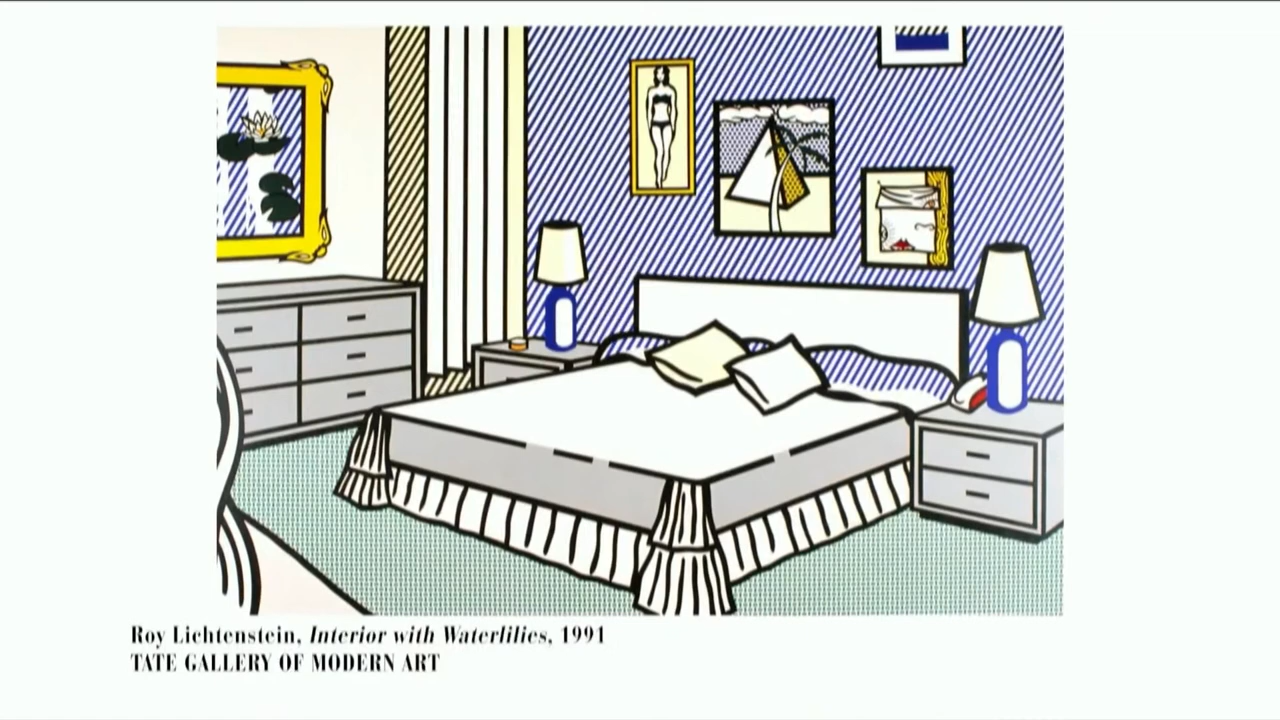 Roy Lichtenstein, Interior with Waterlilies, 1991
TATE GALLERY OF MODERN ART